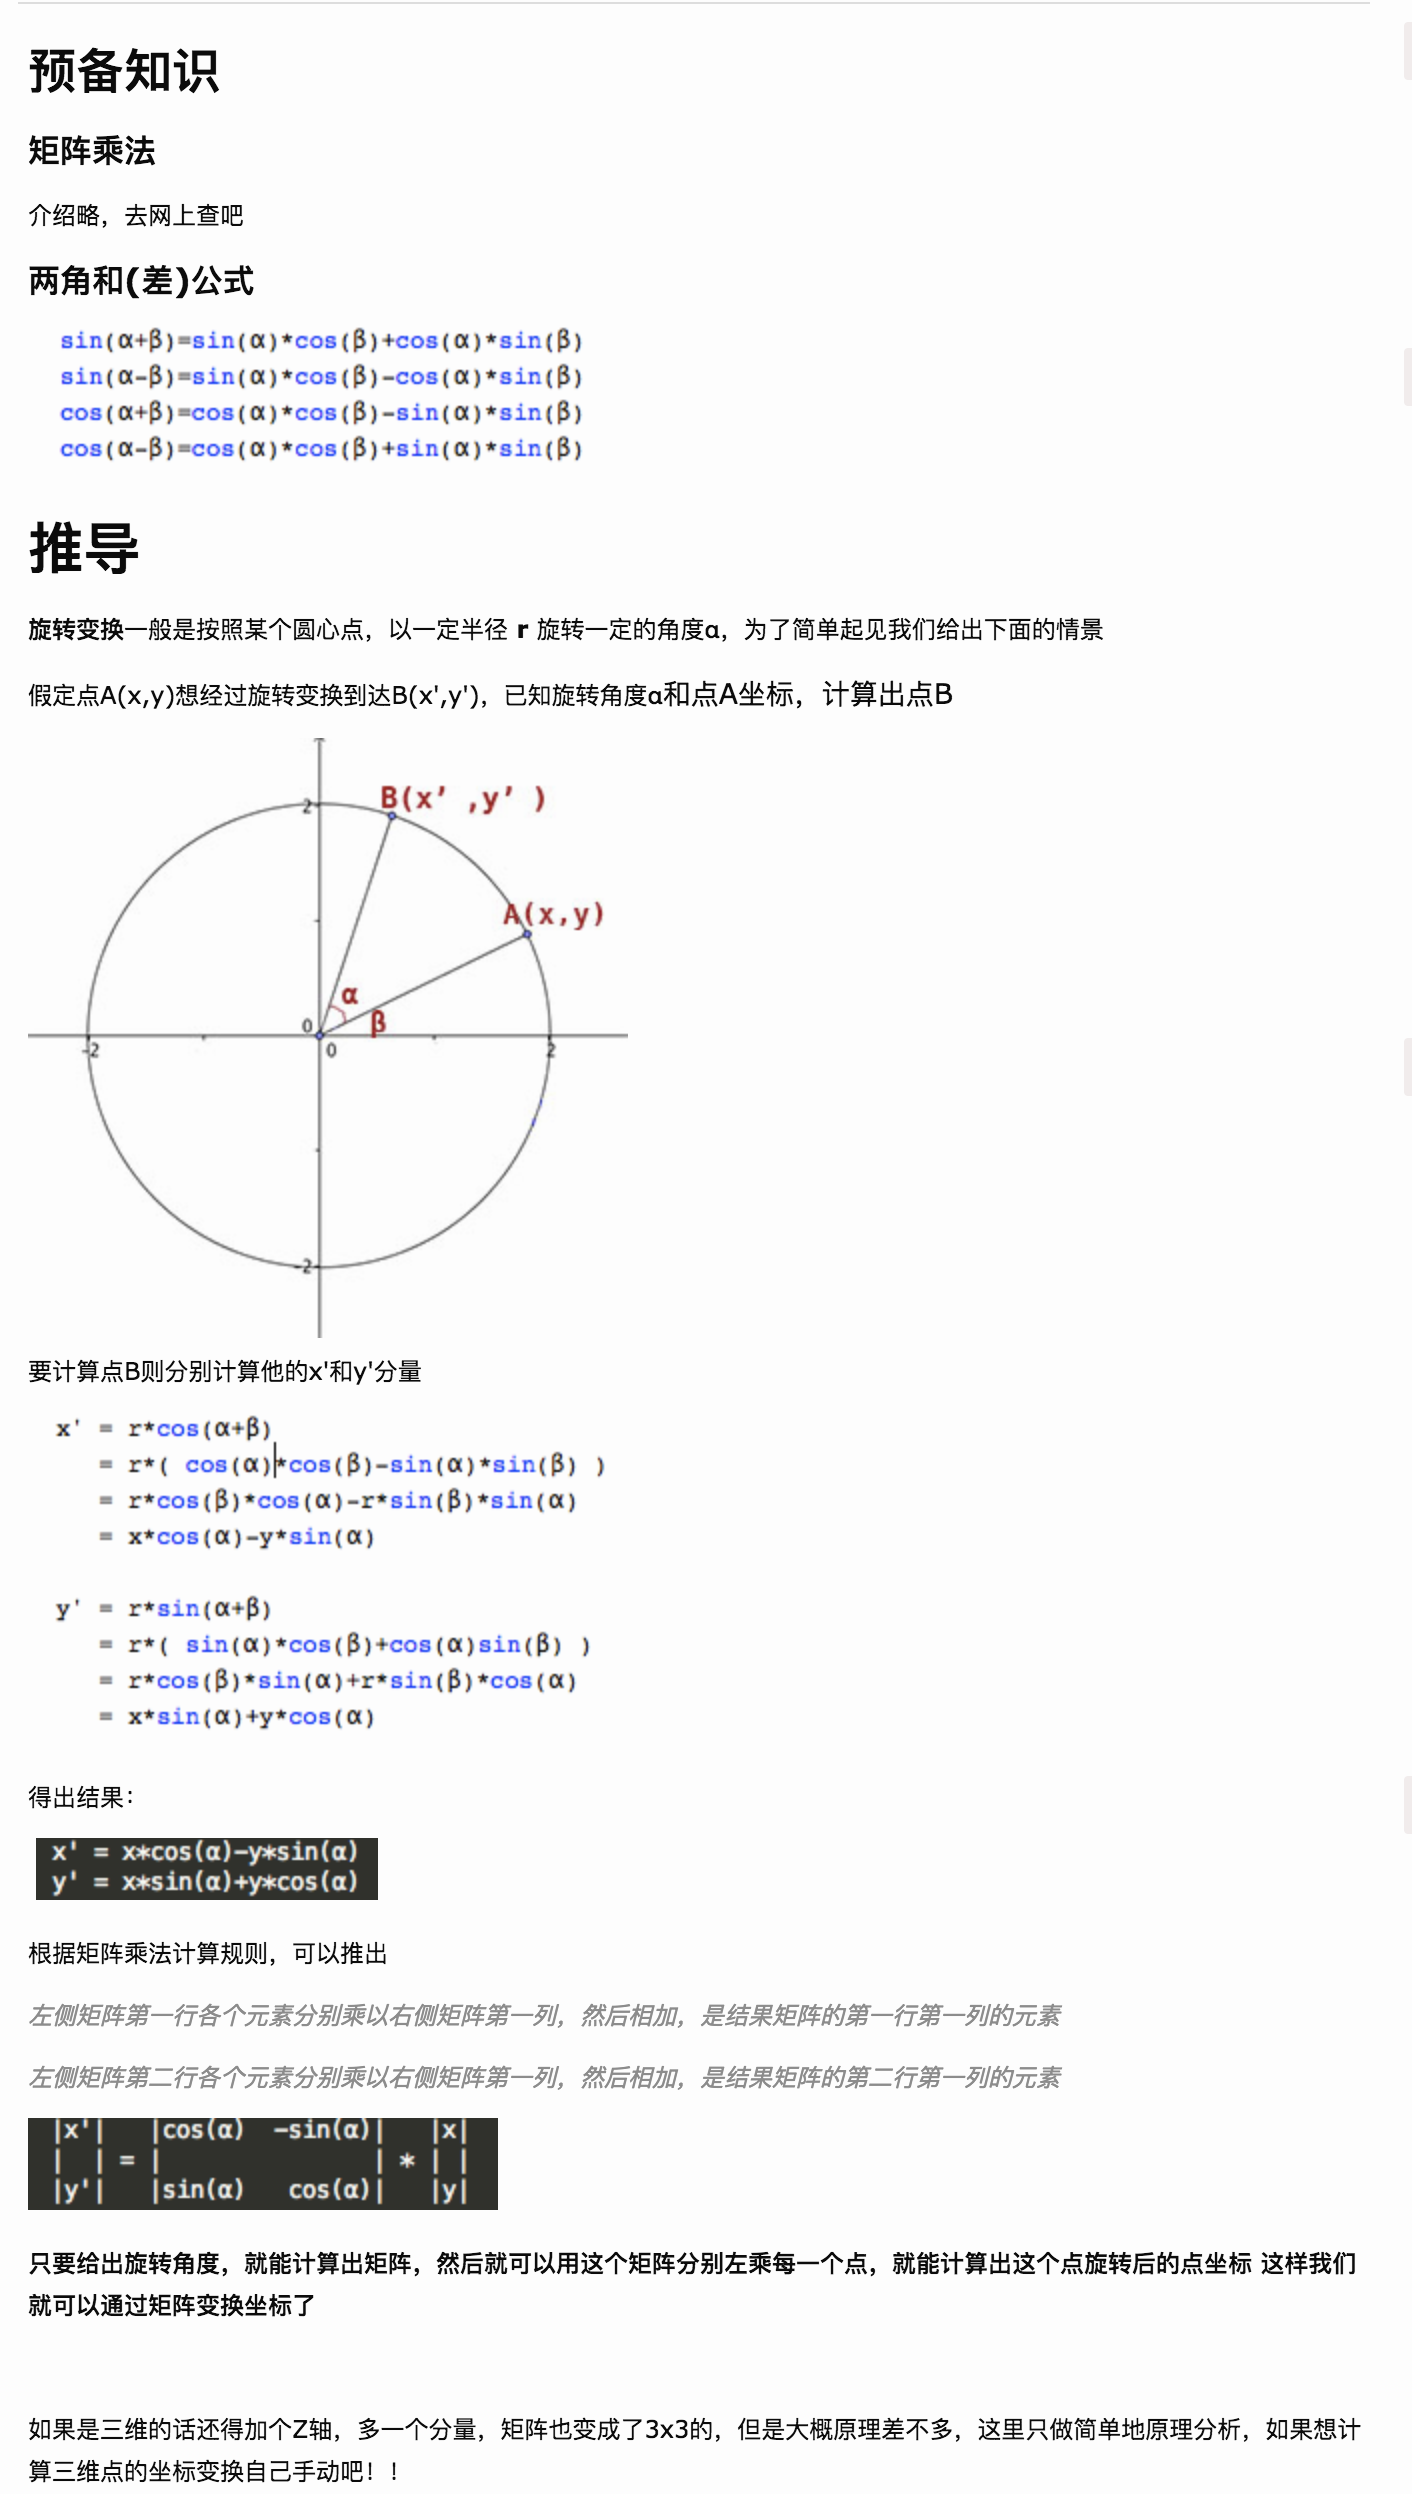 预备知识
矩阵乘法
介绍略，去网上查吧
两角和(差)公式
sin(α+β)=sin(α)*cos(β)+cos(α)*sin(β)
sin(α-β)=sin(α)*cos(β)-cos(α)*sin(β)
cos(α+β)=cos(α)*cos(β)-sin(α)*sin(β)
cos(α-β)=cos(α)*cos(β)+sin(α)*sin(β)
推导
旋转变换一般是按照某个圆心点，以一定半径 r 旋转一定的角度α，为了简单起见我们给出下面的情景
假定点A(x,y)想经过旋转变换到达B(x',y')，已知旋转角度α和点A坐标，计算出点B
2
B(x′ ,y′ )
A(x,y)
α
0
β
-2
0
2
-2
要计算点B则分别计算他的x'和y'分量
x' = r*cos(α+β)
= r*( cos(α)*cos(β)-sin(α)*sin(β) )
= r*cos(β)*cos(α)-r*sin(β)*sin(α)
= x*cos(α)-y*sin(α)
y' = r*sin(α+β)
= r*( sin(α)*cos(β)+cos(α)sin(β) )
= r*cos(β)*sin(α)+r*sin(β)*cos(α)
= x*sin(α)+y*cos(α)
得出结果：
x' = x*cos(α)-y*sin(α)
y' = x*sin(α)+y*cos(α)
根据矩阵乘法计算规则，可以推出
左侧矩阵第一行各个元素分别乘以右侧矩阵第一列，然后相加，是结果矩阵的第一行第一列的元素
左侧矩阵第二行各个元素分别乘以右侧矩阵第一列，然后相加，是结果矩阵的第二行第一列的元素
|x'|   |cos(α)  -sin(α)|   |x|
|  | = |               | * | |
|y'|   |sin(α)   cos(α)|   |y|
只要给出旋转角度，就能计算出矩阵，然后就可以用这个矩阵分别左乘每一个点，就能计算出这个点旋转后的点坐标 这样我们
就可以通过矩阵变换坐标了
如果是三维的话还得加个Z轴，多一个分量，矩阵也变成了3x3的，但是大概原理差不多，这里只做简单地原理分析，如果想计
算三维点的坐标变换自己手动吧！！